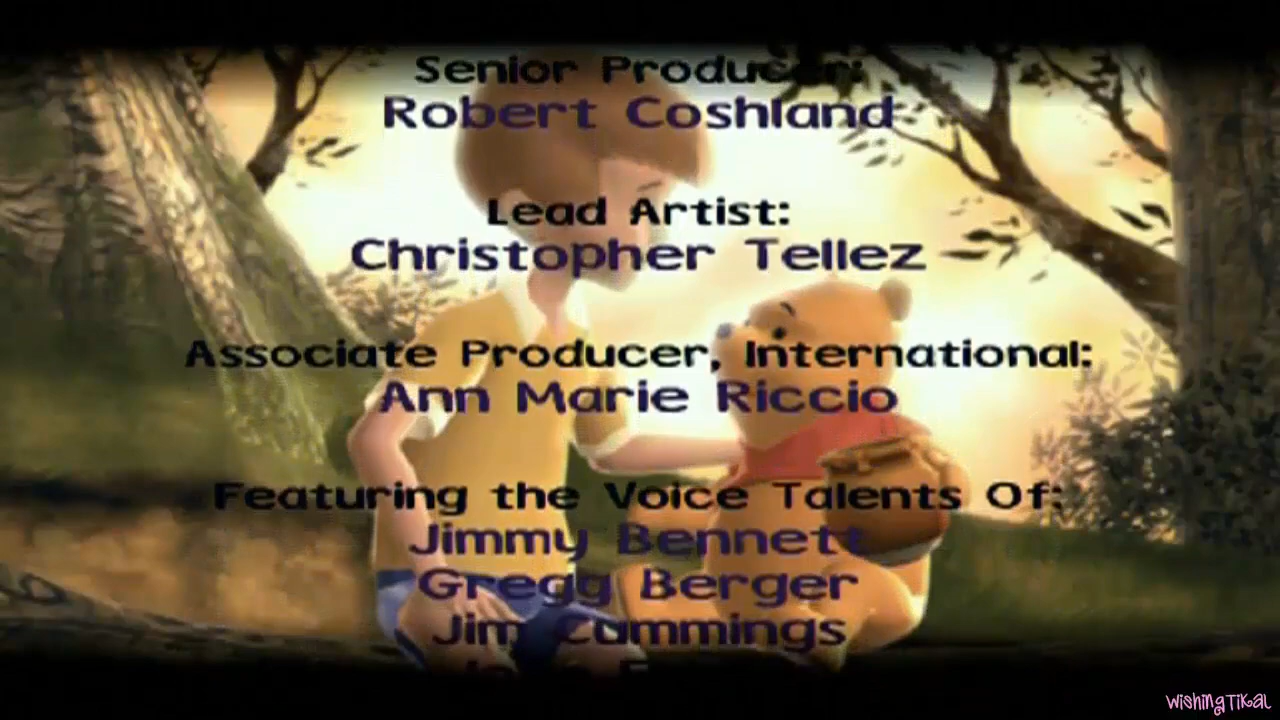 Senior Producer:
Robert Coshland
Lead Artist:
Christopher Tellez
Associate Producer, International:
Ann Marie Riccio
Featuring the Voice Talents Of:
Jimmy Bennett
Gregg Berger
Jim Cummings
wishingTikal